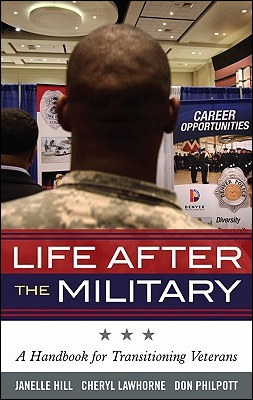 CAREER
OPPORTUNITIES
DENVER
Diversity
LIFE AFTER
THE MILITARY
A Handbook for Transitioning Veterans
JANELLE HILL CHERYL LAWHORNE DON PHILPOTT